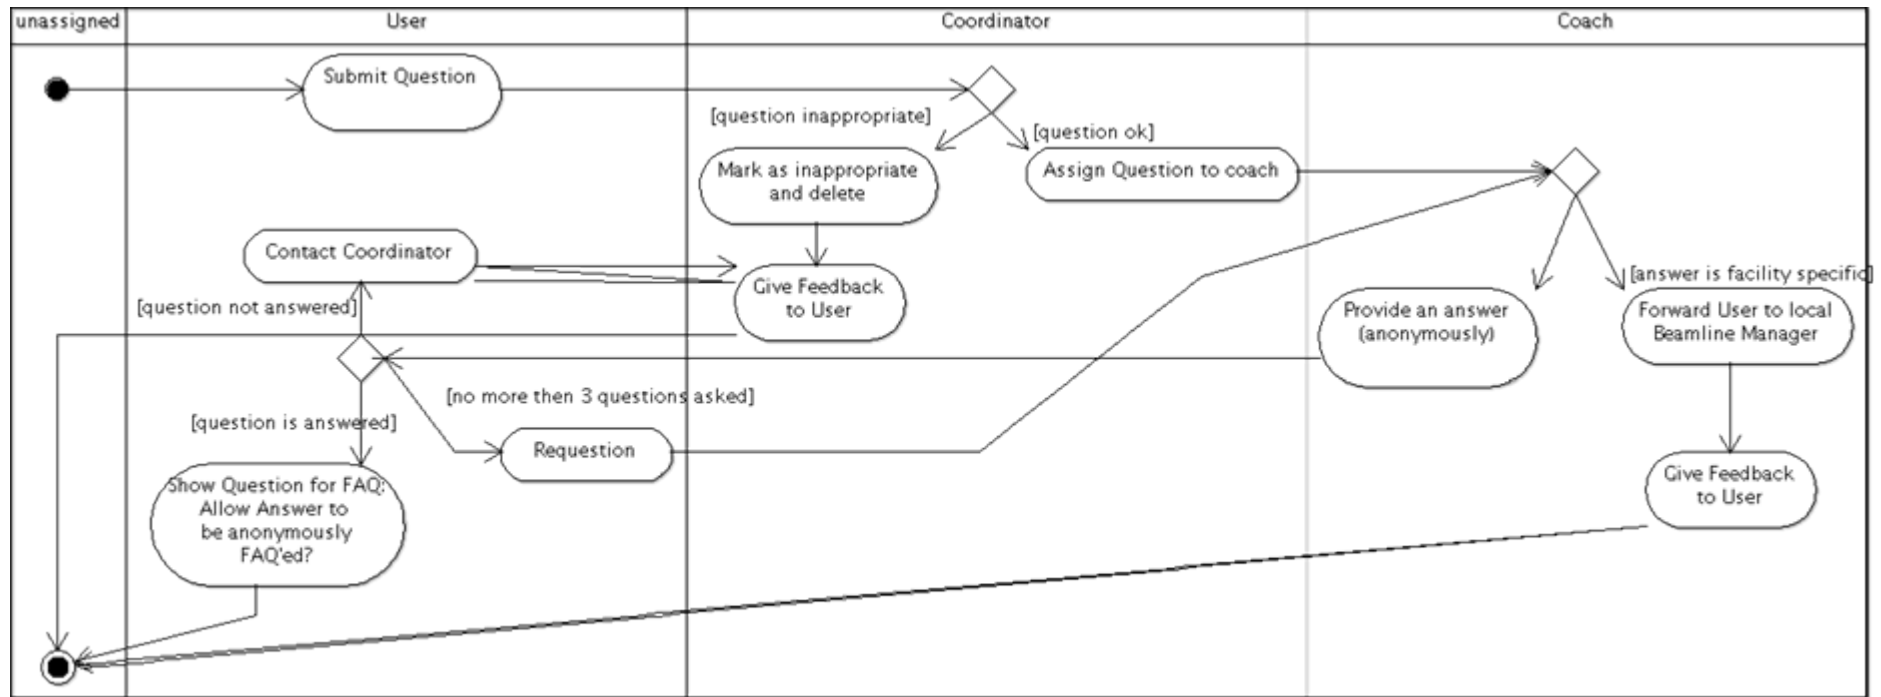 unassigned
User
Coordinator
Coach
Submit Question
[question inappropriate]
[question ok]
Mark as inappropriate
and delete
Assign Question to coach
Contact Coordinator
[question not answered]
Give Feedback
to User
[answer is facility specific]
Provide an answer
(anonymously)
Forward User to local
Beamline Manager
[no more then 3 questions asked]
[question is answered]
Requestion
Show Question for FAQ:
Allow Answer to
be anonymously
FAQ'ed?
Give Feedback
to User